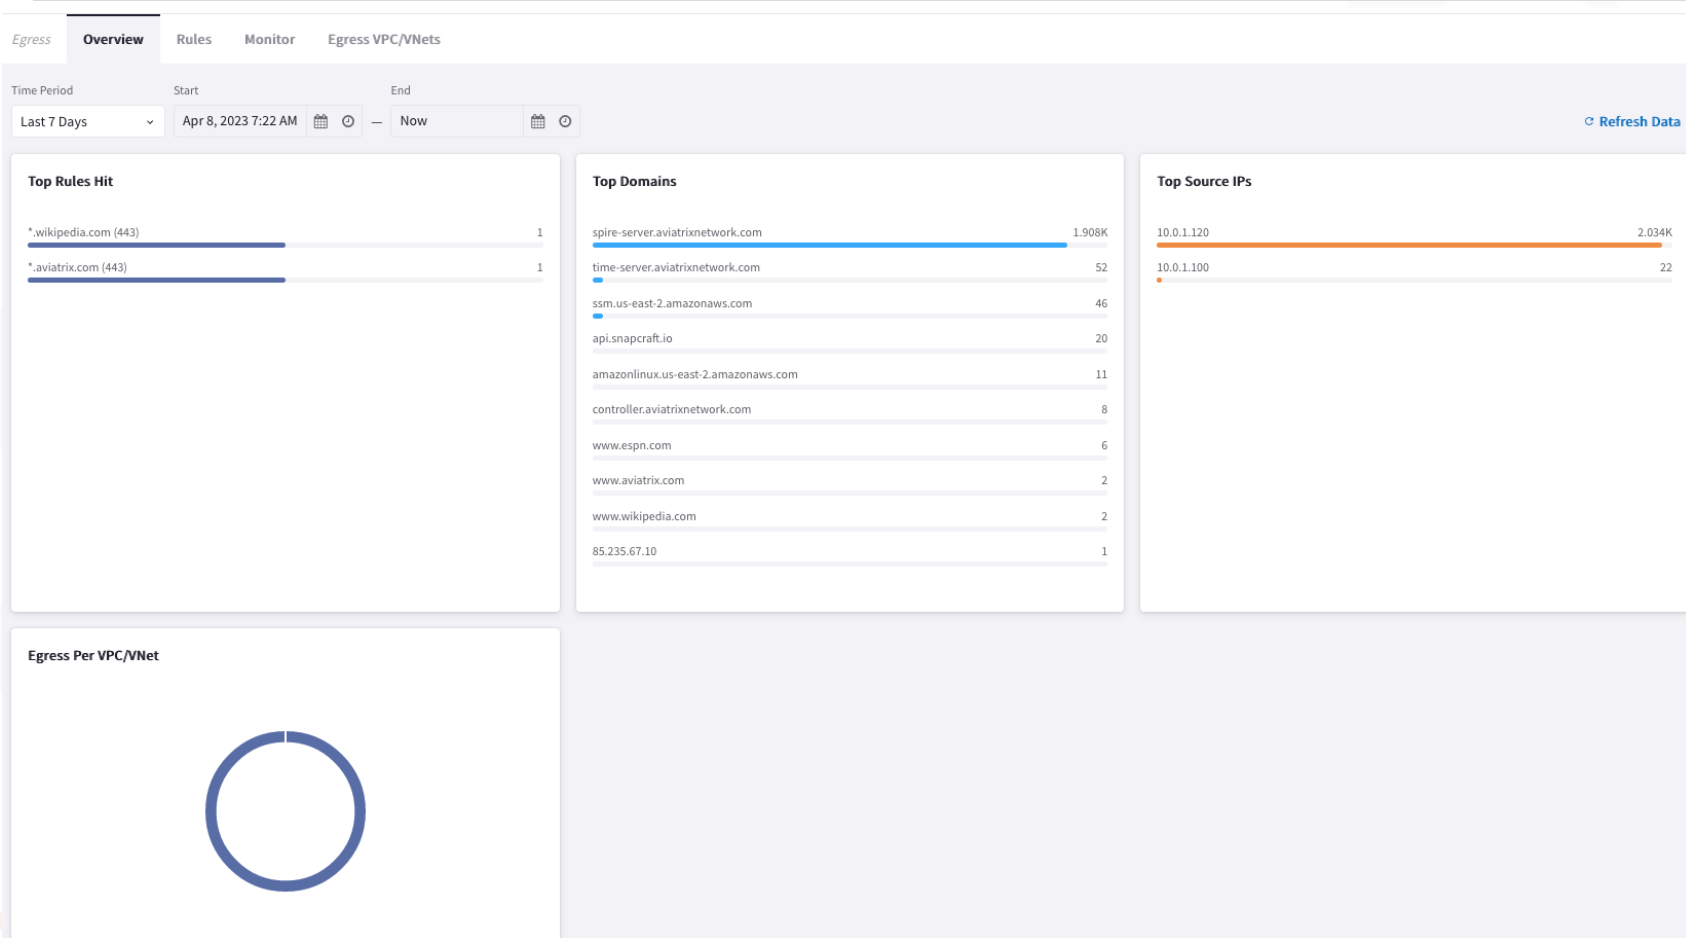 Egress Overview Rules Monitor Egress VPC/VNets
Time Period Start End
Last 7 Days Apr 8, 2023 7:22 AM — Now Refresh Data
Top Rules Hit
*.wikipedia.com (443) 1
*.aviatrix.com (443) 1
Top Domains
spire-server.aviatrixnetwork.com 1.908K
time-server.aviatrixnetwork.com 52
ssm.us-east-2.amazonaws.com 46
api.snapcraft.io 20
amazonlinux.us-east-2.amazonaws.com 11
controller.aviatrixnetwork.com 8
www.espn.com 6
www.aviatrix.com 2
www.wikipedia.com 2
85.235.67.10 1
Top Source IPs
10.0.1.120 2.034K
10.0.1.100 22
Egress Per VPC/VNet